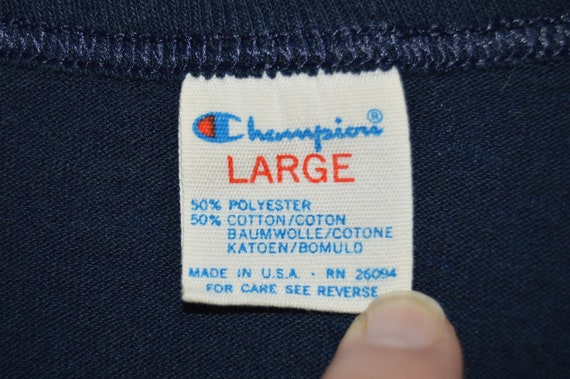 Champion®
LARGE
50% POLYESTER
50% COTTON/COTON
BAUMWOLLE/COTONE
KATOEN/BOMULD
MADE IN U.S.A. · RN 26094
FOR CARE SEE REVERSE